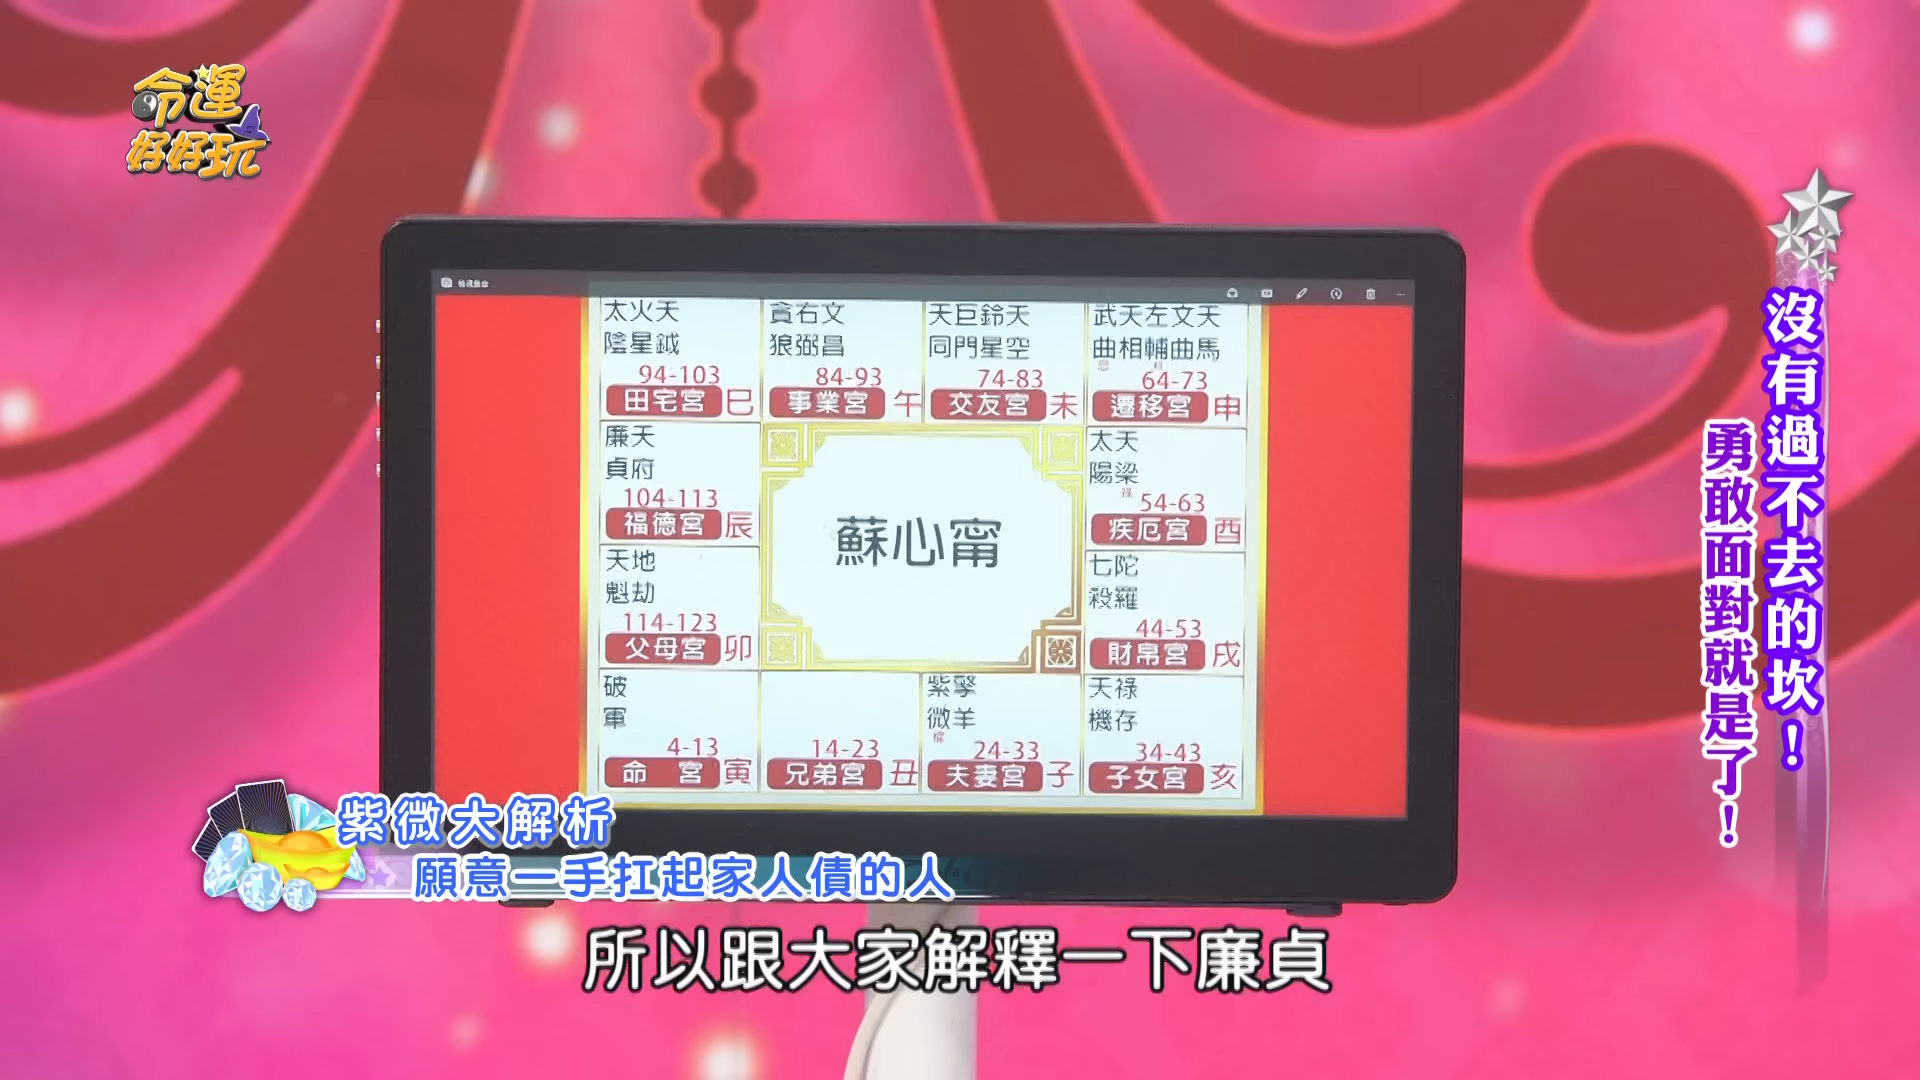 命運
好好玩
沒有過不去的坎！
勇敢面對就是了！
太火天
陰星鉞
94-103
田宅宮 巳
貪右文
狼弼昌
84-93
事業宮 午
天巨鈴天
同門星空
74-83
交友宮 未
武天左文天
曲相輔曲馬
64-73
遷移宮 申
廉天
貞府
104-113
福德宮 辰
蘇心甯
太天
陽梁
祿
54-63
疾厄宮 酉
天地
魁劫
114-123
父母宮 卯
七陀
殺羅
44-53
財帛宮 戌
破
軍
4-13
命宮 寅
14-23
兄弟宮 丑
紫擎
微羊
權
24-33
夫妻宮 子
天祿
機存
34-43
子女宮 亥
紫微大解析
願意一手扛起家人債的人
所以跟大家解釋一下廉貞